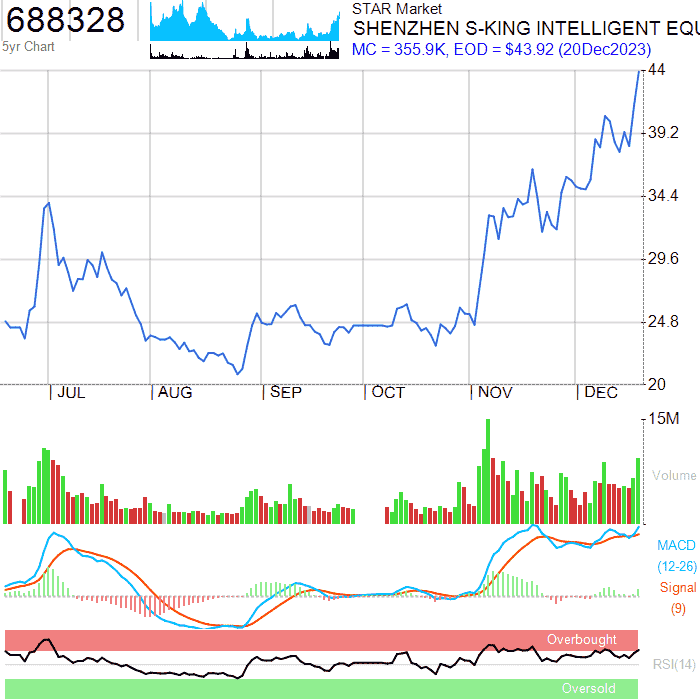 688328
5yr Chart
STAR Market
SHENZHEN S-KING INTELLIGENT EQU
MC = 355.9K, EOD = $43.92 (20Dec2023)
44
39.2
34.4
29.6
24.8
20
JUL
AUG
SEP
OCT
NOV
DEC
15M
Volume
MACD
(12-26)
Signal
(9)
Overbought
RSI(14)
Oversold